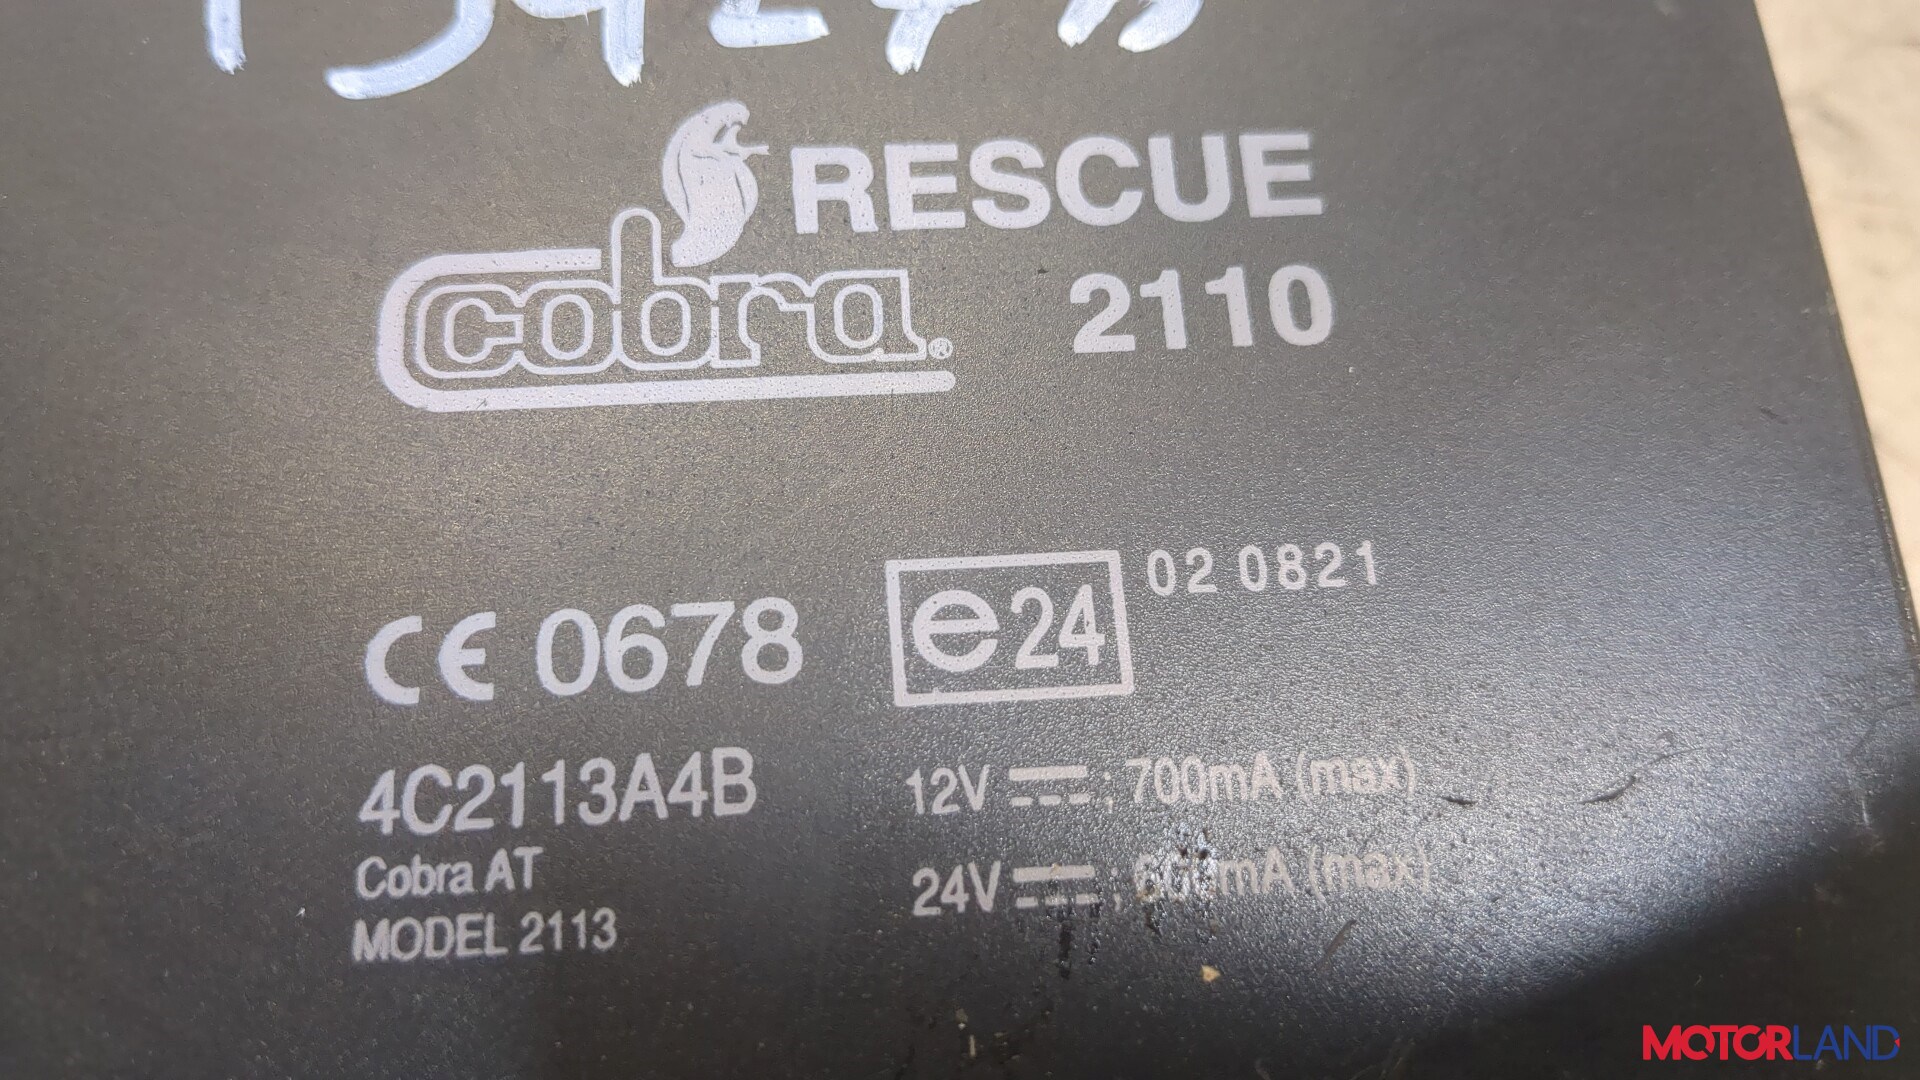 RESCUE
cobra®
2110
CE 0678
e24
02 0821
4C2113A4B
Cobra AT
MODEL 2113
12V ⎓ ; 700mA (max)
24V ⎓ ; mA (max)
MOTORLAND